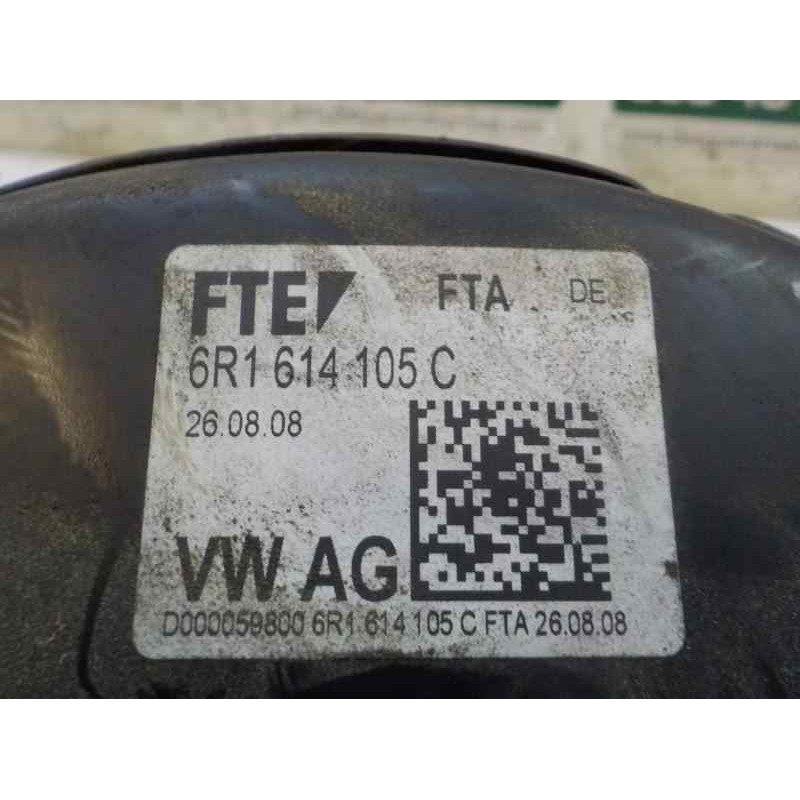 FTE FTA DE
6R1 614 105 C
26.08.08
VW AG
D000059800 6R1 614 105 C FTA 26.08.08